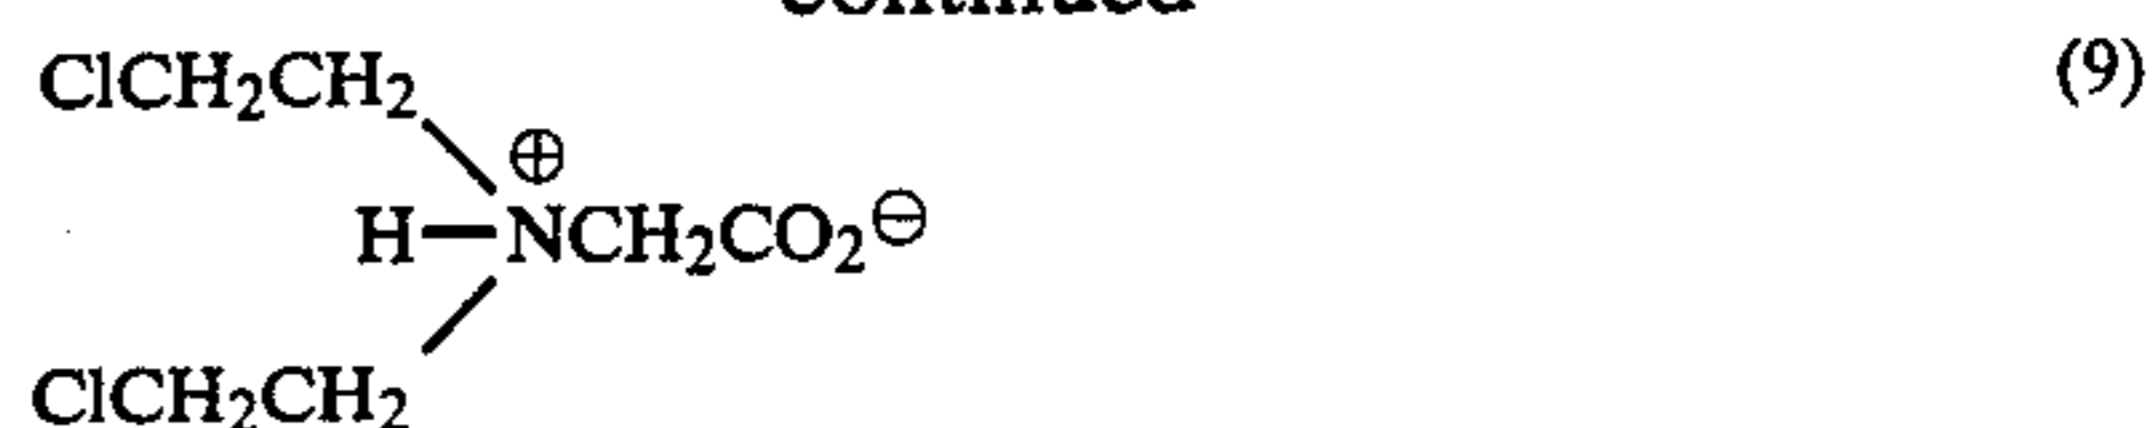 continued
ClCH₂CH₂ (9)
⊕
H—NCH₂CO₂⊖
ClCH₂CH₂